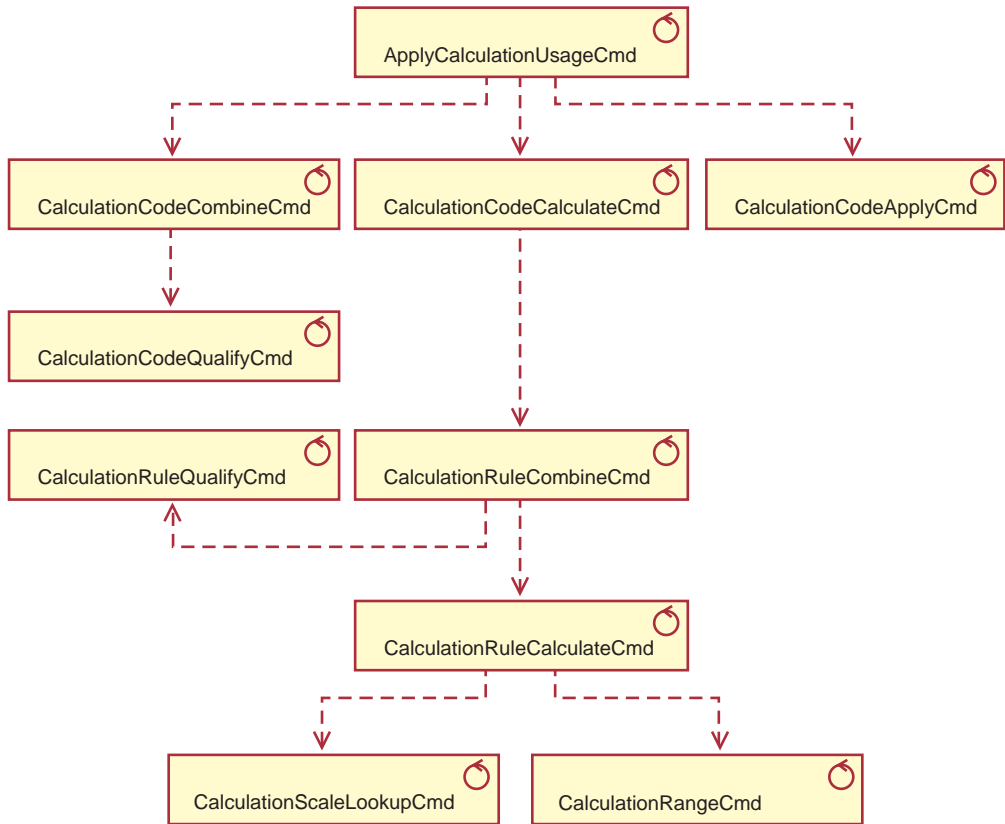 ApplyCalculationUsageCmd
CalculationCodeCombineCmd
CalculationCodeCalculateCmd
CalculationCodeApplyCmd
CalculationCodeQualifyCmd
CalculationRuleQualifyCmd
CalculationRuleCombineCmd
CalculationRuleCalculateCmd
CalculationScaleLookupCmd
CalculationRangeCmd